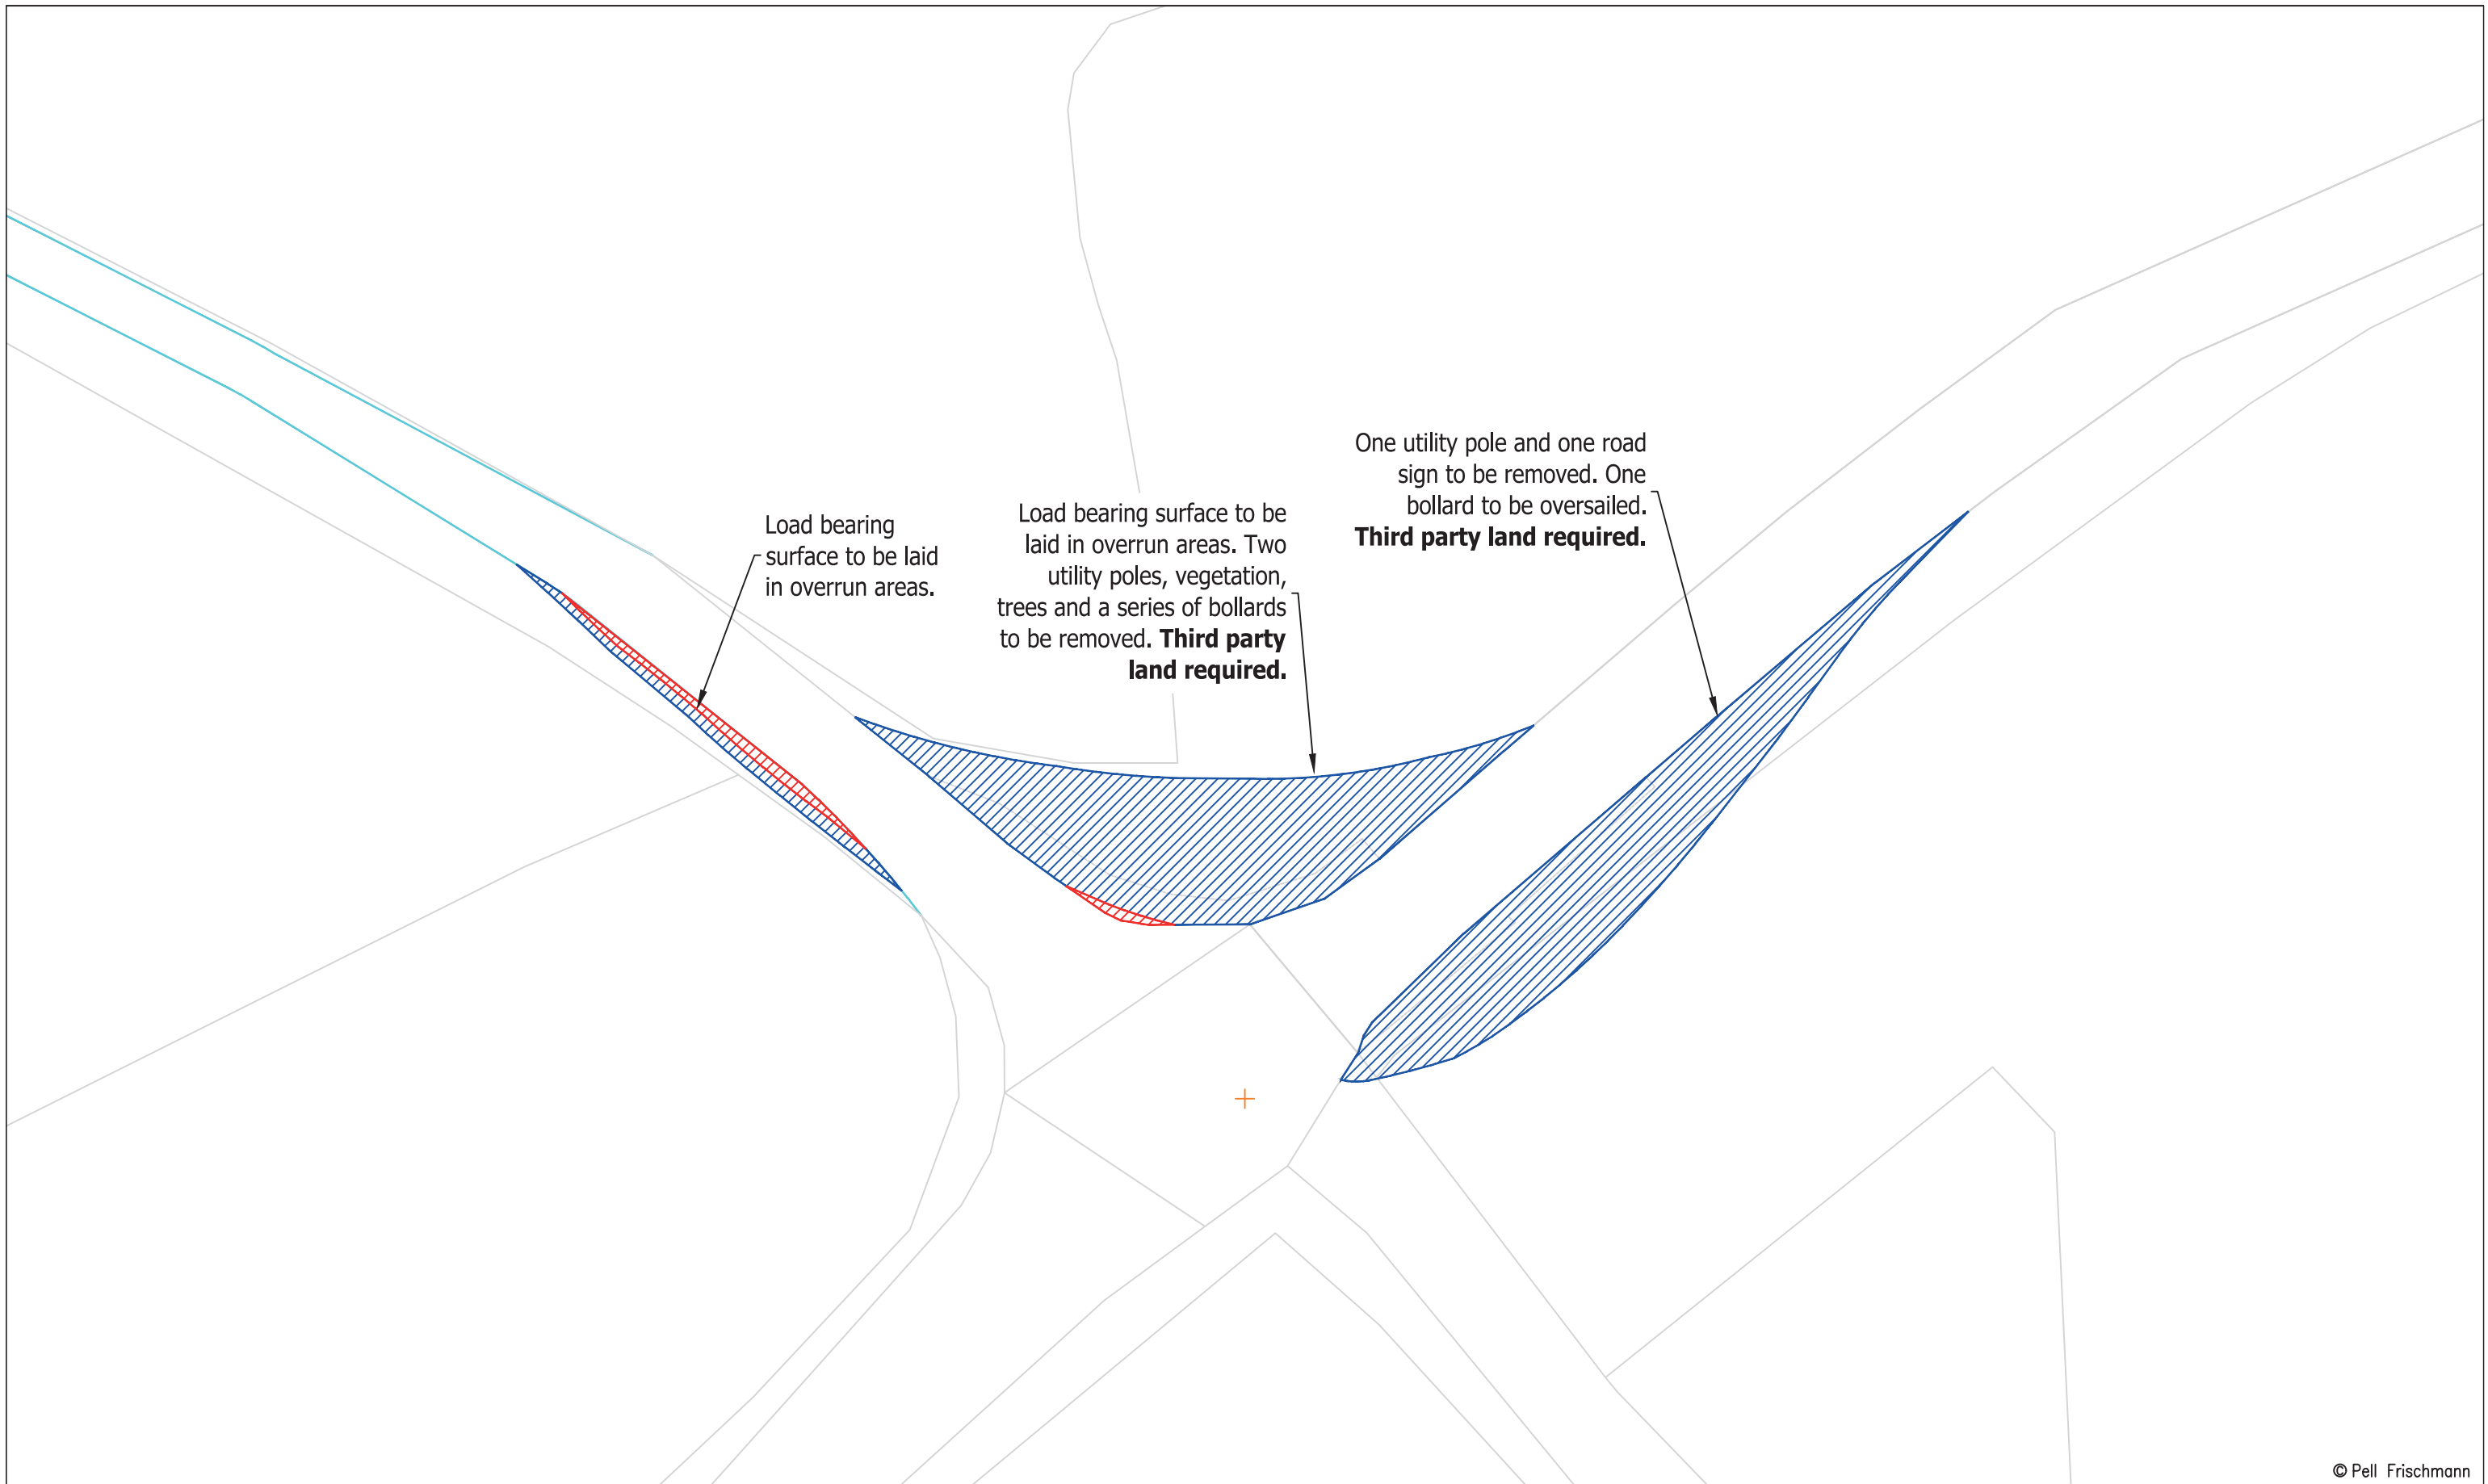 Load bearing
surface to be laid
in overrun areas.
Load bearing surface to be
laid in overrun areas. Two
utility poles, vegetation,
trees and a series of bollards
to be removed. Third party
land required.
One utility pole and one road
sign to be removed. One
bollard to be oversailed.
Third party land required.
© Pell Frischmann